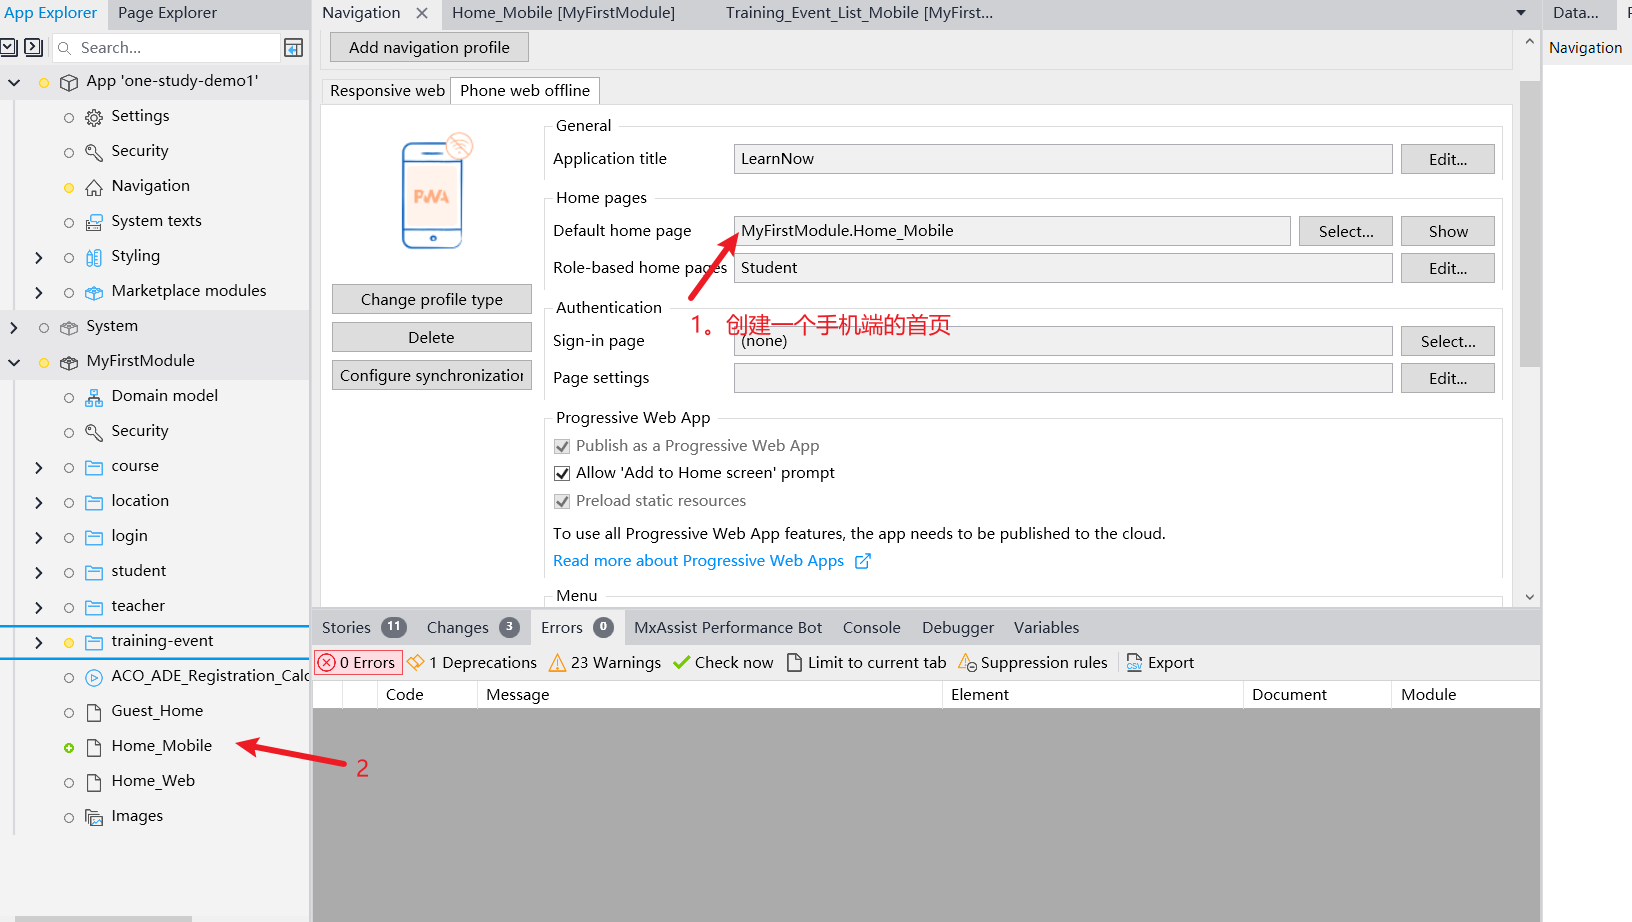 App Explorer
Page Explorer
Search...
App 'one-study-demo1'
Settings
Security
Navigation
System texts
Styling
Marketplace modules
System
MyFirstModule
Domain model
Security
course
location
login
student
teacher
training-event
ACO_ADE_Registration_Calc
Guest_Home
Home_Mobile
Home_Web
Images
Navigation
Home_Mobile [MyFirstModule]
Training_Event_List_Mobile [MyFirst...
Add navigation profile
Responsive web
Phone web offline
PWA
Change profile type
Delete
Configure synchronization
General
Application title
LearnNow
Edit...
Home pages
Default home page
MyFirstModule.Home_Mobile
Select...
Show
Role-based home pages
Student
Edit...
Authentication
1。创建一个手机端的首页
Sign-in page
(none)
Select...
Page settings
Edit...
Progressive Web App
Publish as a Progressive Web App
Allow 'Add to Home screen' prompt
Preload static resources
To use all Progressive Web App features, the app needs to be published to the cloud.
Read more about Progressive Web Apps
Menu
Stories 11
Changes 3
Errors 0
MxAssist Performance Bot
Console
Debugger
Variables
0 Errors
1 Deprecations
23 Warnings
Check now
Limit to current tab
Suppression rules
CSV
Export
Code
Message
Element
Document
Module
2
Data...
Navigation